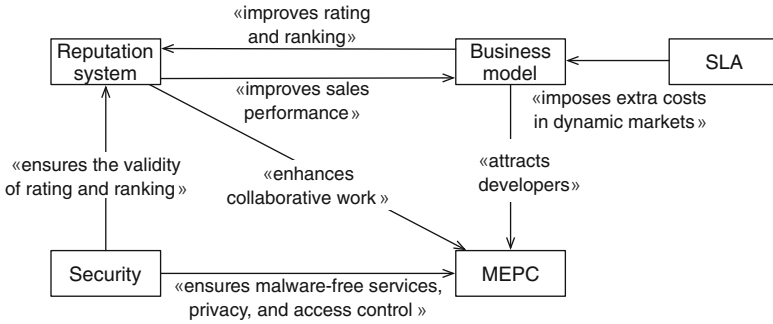 «improves rating
and ranking»
Reputation
system
Business
model
SLA
«improves sales
performance»
«imposes extra costs
in dynamic markets»
«ensures the validity
of rating and ranking»
«enhances
collaborative work»
«attracts
developers»
Security
MEPC
«ensures malware-free services,
privacy, and access control »